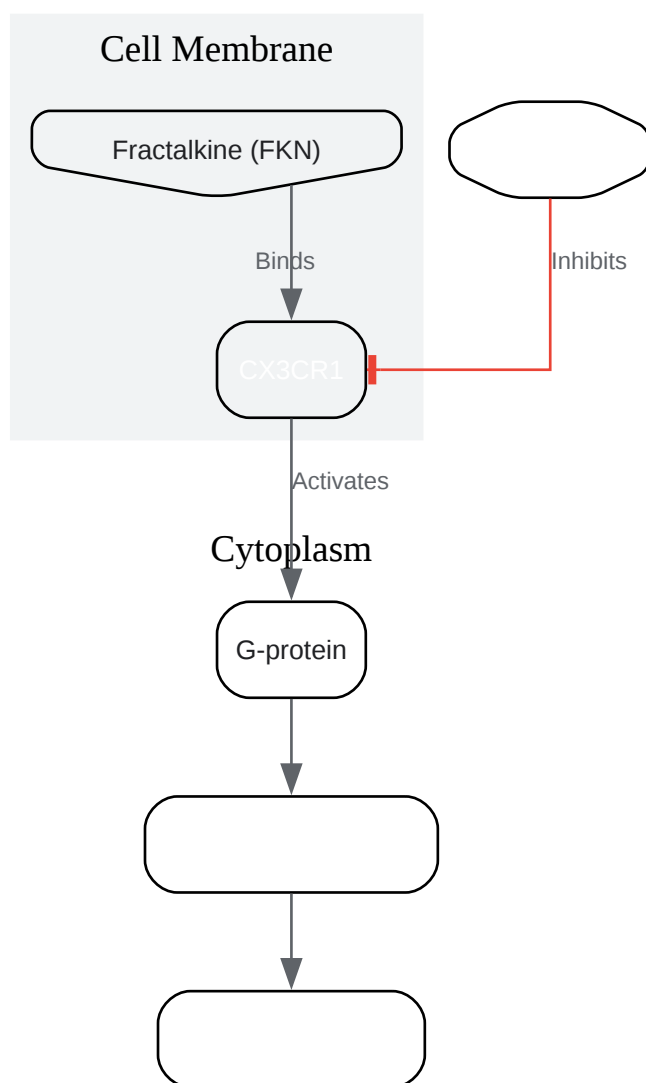 Cell Membrane
Fractalkine (FKN)
Binds
Inhibits
CX3CR1
Activates
Cytoplasm
G-protein